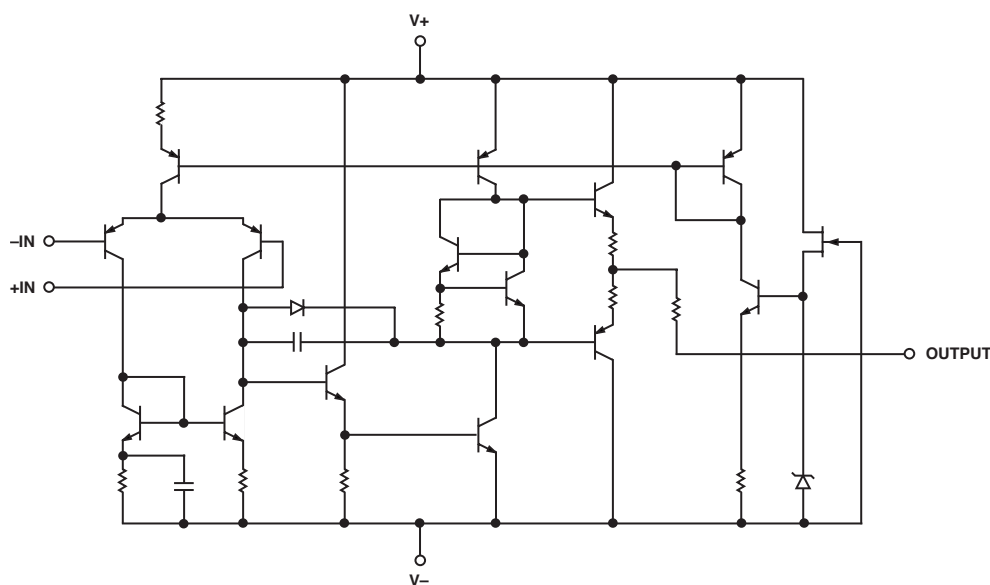 V+
–IN
+IN
OUTPUT
V–